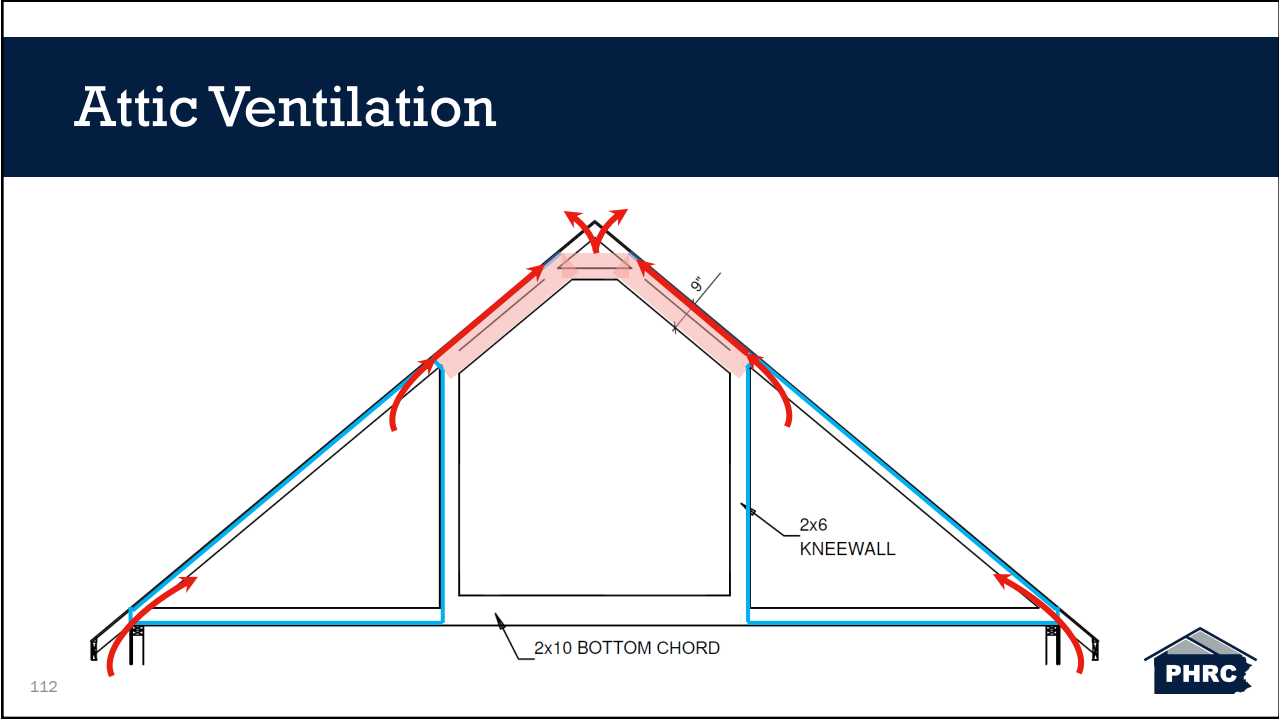 Attic Ventilation
9"
2x6
KNEEWALL
2x10 BOTTOM CHORD
112
PHRC